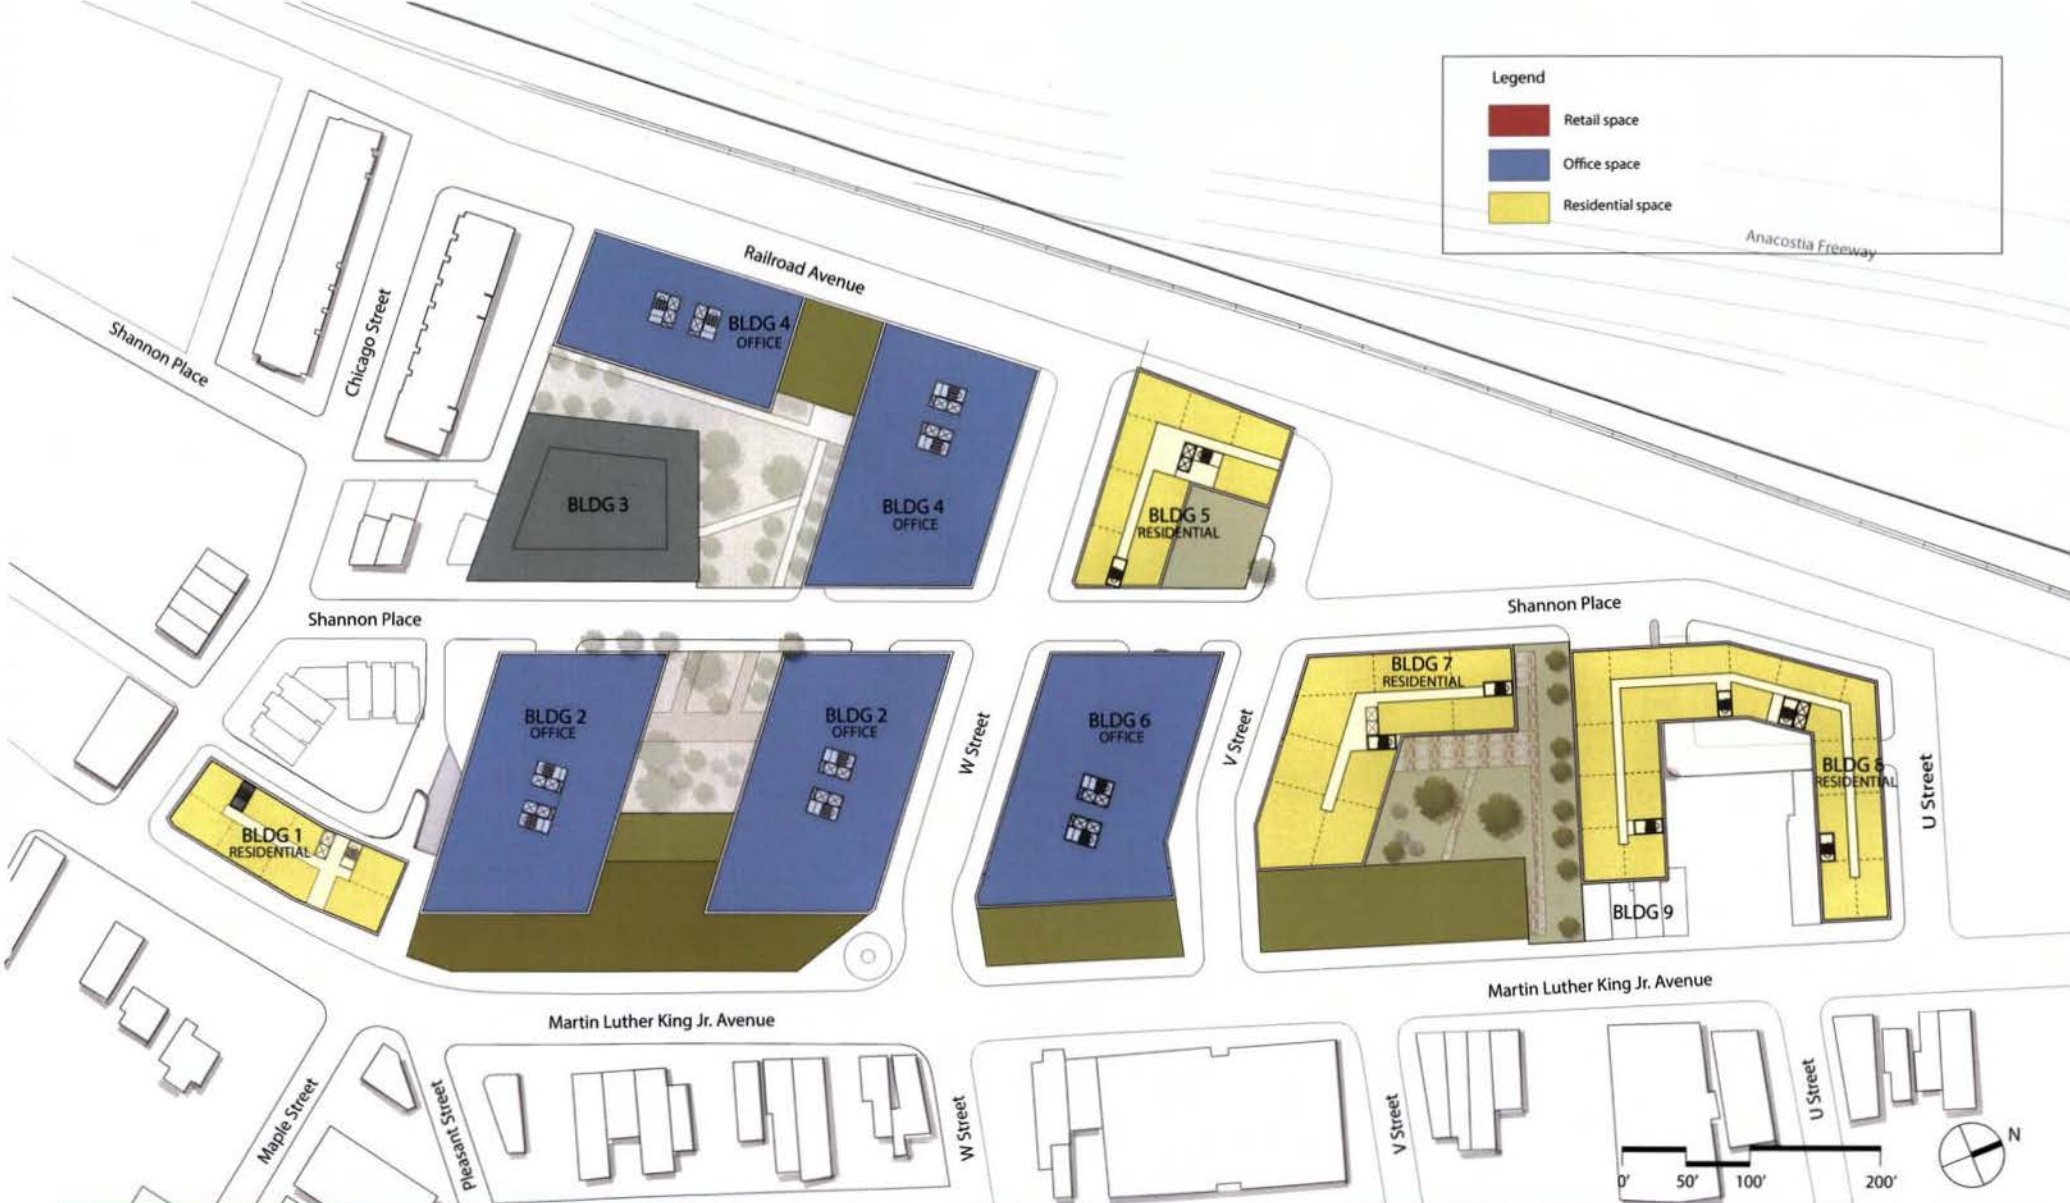 Legend
Retail space
Office space
Residential space
Anacostia Freeway
Railroad Avenue
Shannon Place
Chicago Street
BLDG 4
OFFICE
BLDG 3
BLDG 4
OFFICE
BLDG 5
RESIDENTIAL
Shannon Place
Shannon Place
BLDG 2
OFFICE
BLDG 2
OFFICE
W Street
BLDG 6
OFFICE
V Street
BLDG 7
RESIDENTIAL
BLDG 8
RESIDENTIAL
U Street
BLDG 1
RESIDENTIAL
BLDG 9
Martin Luther King Jr. Avenue
Martin Luther King Jr. Avenue
Maple Street
Pleasant Street
W Street
V Street
U Street
N
0' 50' 100' 200'